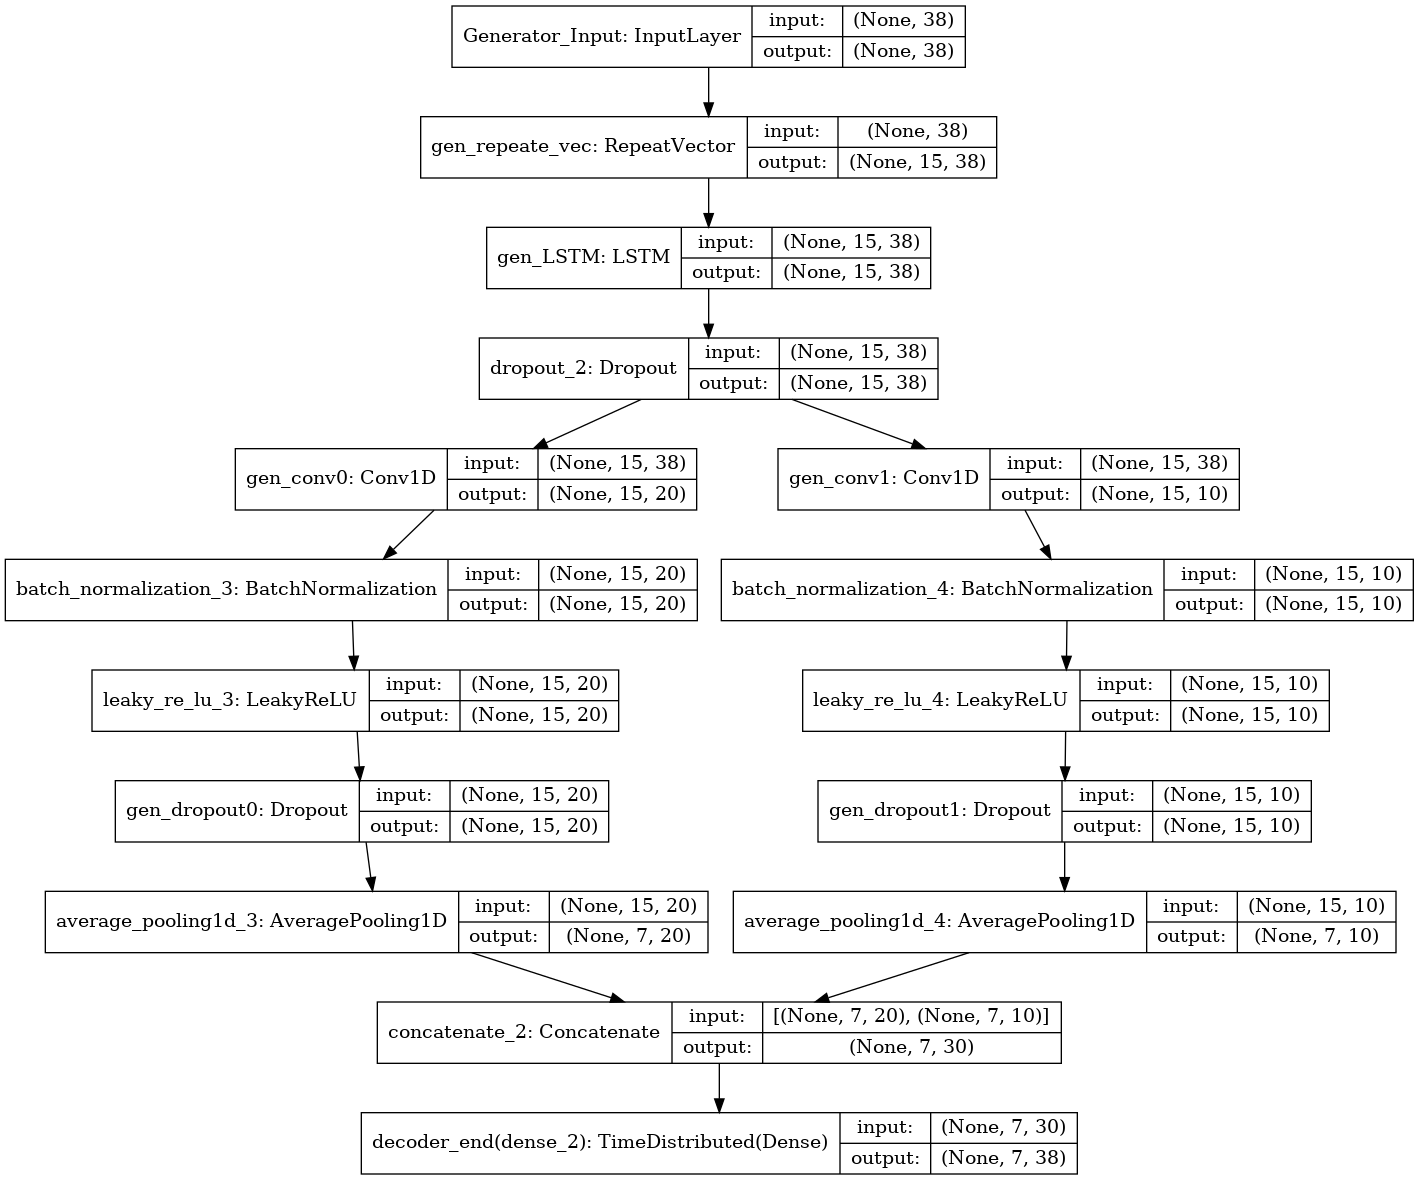 Generator_Input: InputLayer
input: (None, 38)
output: (None, 38)
gen_repeate_vec: RepeatVector
input: (None, 38)
output: (None, 15, 38)
gen_LSTM: LSTM
input: (None, 15, 38)
output: (None, 15, 38)
dropout_2: Dropout
input: (None, 15, 38)
output: (None, 15, 38)
gen_conv0: Conv1D
input: (None, 15, 38)
output: (None, 15, 20)
gen_conv1: Conv1D
input: (None, 15, 38)
output: (None, 15, 10)
batch_normalization_3: BatchNormalization
input: (None, 15, 20)
output: (None, 15, 20)
batch_normalization_4: BatchNormalization
input: (None, 15, 10)
output: (None, 15, 10)
leaky_re_lu_3: LeakyReLU
input: (None, 15, 20)
output: (None, 15, 20)
leaky_re_lu_4: LeakyReLU
input: (None, 15, 10)
output: (None, 15, 10)
gen_dropout0: Dropout
input: (None, 15, 20)
output: (None, 15, 20)
gen_dropout1: Dropout
input: (None, 15, 10)
output: (None, 15, 10)
average_pooling1d_3: AveragePooling1D
input: (None, 15, 20)
output: (None, 7, 20)
average_pooling1d_4: AveragePooling1D
input: (None, 15, 10)
output: (None, 7, 10)
concatenate_2: Concatenate
input: [(None, 7, 20), (None, 7, 10)]
output: (None, 7, 30)
decoder_end(dense_2): TimeDistributed(Dense)
input: (None, 7, 30)
output: (None, 7, 38)